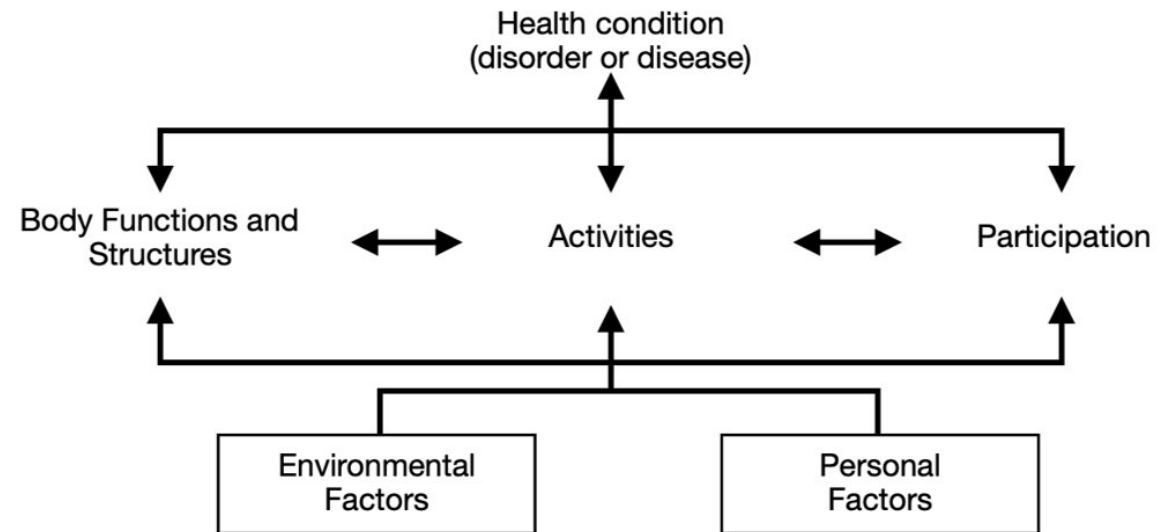 Health condition
(disorder or disease)
Body Functions and
Structures
Activities
Participation
Environmental
Factors
Personal
Factors